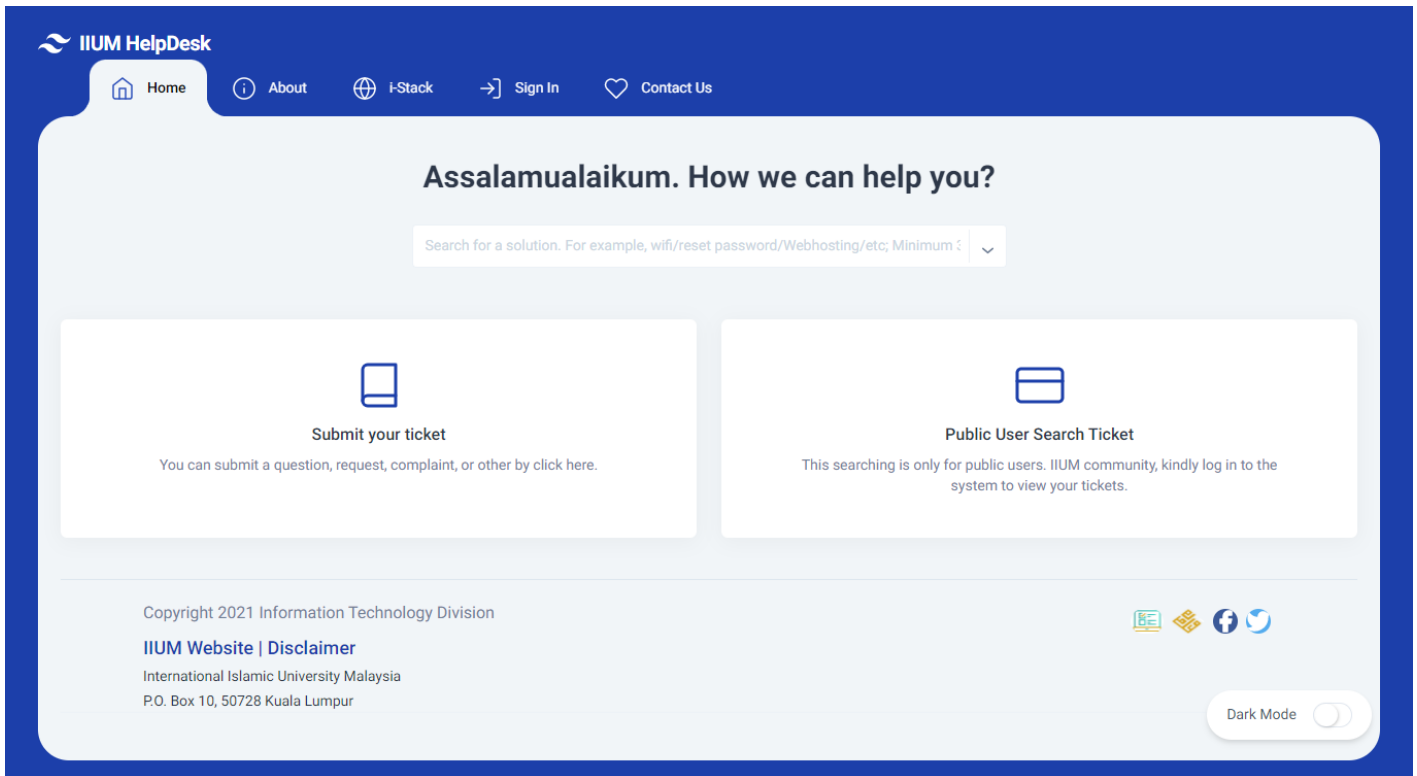 IIUM HelpDesk
Home
About
i-Stack
Sign In
Contact Us
Assalamualaikum. How we can help you?
Search for a solution. For example, wifi/reset password/Webhosting/etc; Minimum
Submit your ticket
You can submit a question, request, complaint, or other by click here.
Public User Search Ticket
This searching is only for public users. IIUM community, kindly log in to the
system to view your tickets.
Copyright 2021 Information Technology Division
IIUM Website | Disclaimer
International Islamic University Malaysia
P.O. Box 10, 50728 Kuala Lumpur
Dark Mode